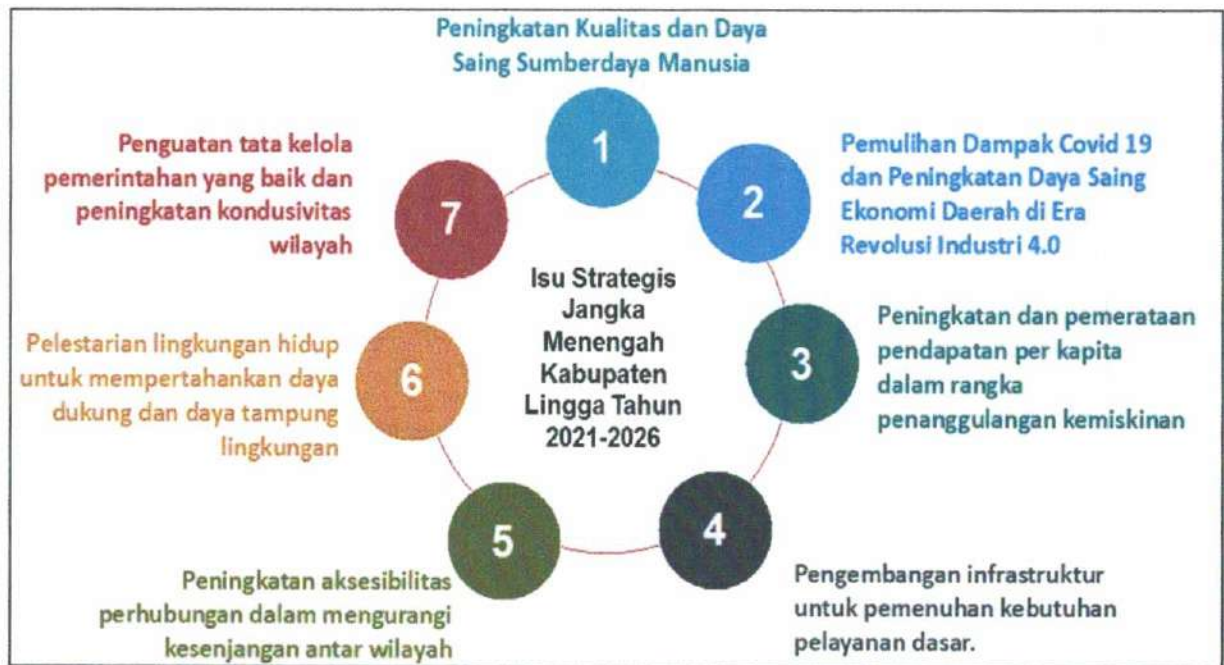 Peningkatan Kualitas dan Daya
Saing Sumberdaya Manusia
1
Pemulihan Dampak Covid 19
dan Peningkatan Daya Saing
Ekonomi Daerah di Era
Revolusi Industri 4.0
2
Peningkatan dan pemerataan
pendapatan per kapita
dalam rangka
penanggulangan kemiskinan
3
Pengembangan infrastruktur
untuk pemenuhan kebutuhan
pelayanan dasar.
4
Peningkatan aksesibilitas
perhubungan dalam mengurangi
kesenjangan antar wilayah
5
Pelestarian lingkungan hidup
untuk mempertahankan daya
dukung dan daya tampung
lingkungan
6
Penguatan tata kelola
pemerintahan yang baik dan
peningkatan kondusivitas
wilayah
7
Isu Strategis
Jangka
Menengah
Kabupaten
Lingga Tahun
2021-2026